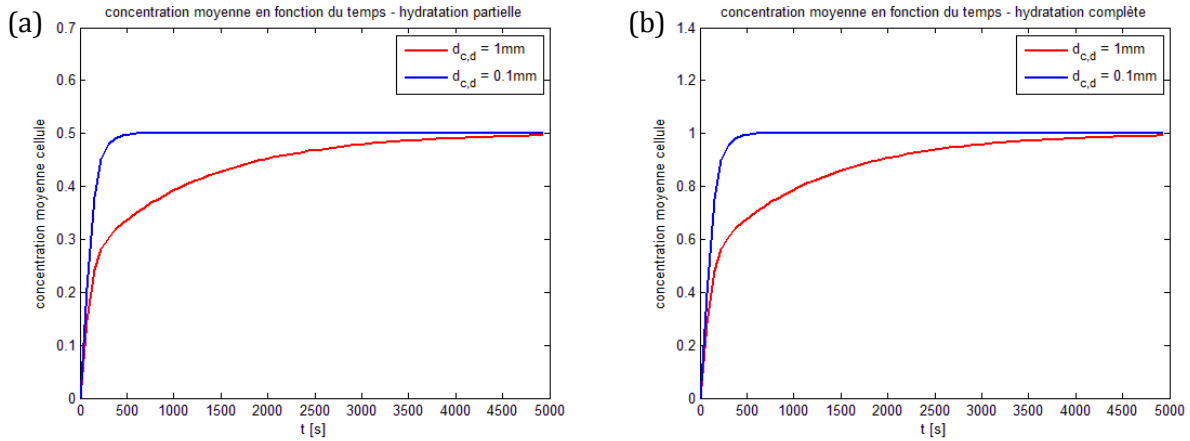 (a)
concentration moyenne en fonction du temps - hydratation partielle
0.7
0.6
0.5
0.4
0.3
0.2
0.1
0
concentration moyenne cellule
d_c,d = 1mm
d_c,d = 0.1mm
0 500 1000 1500 2000 2500 3000 3500 4000 4500 5000
t [s]
(b)
concentration moyenne en fonction du temps - hydratation complète
1.4
1.2
1
0.8
0.6
0.4
0.2
0
concentration moyenne cellule
d_c,d = 1mm
d_c,d = 0.1mm
0 500 1000 1500 2000 2500 3000 3500 4000 4500 5000
t [s]